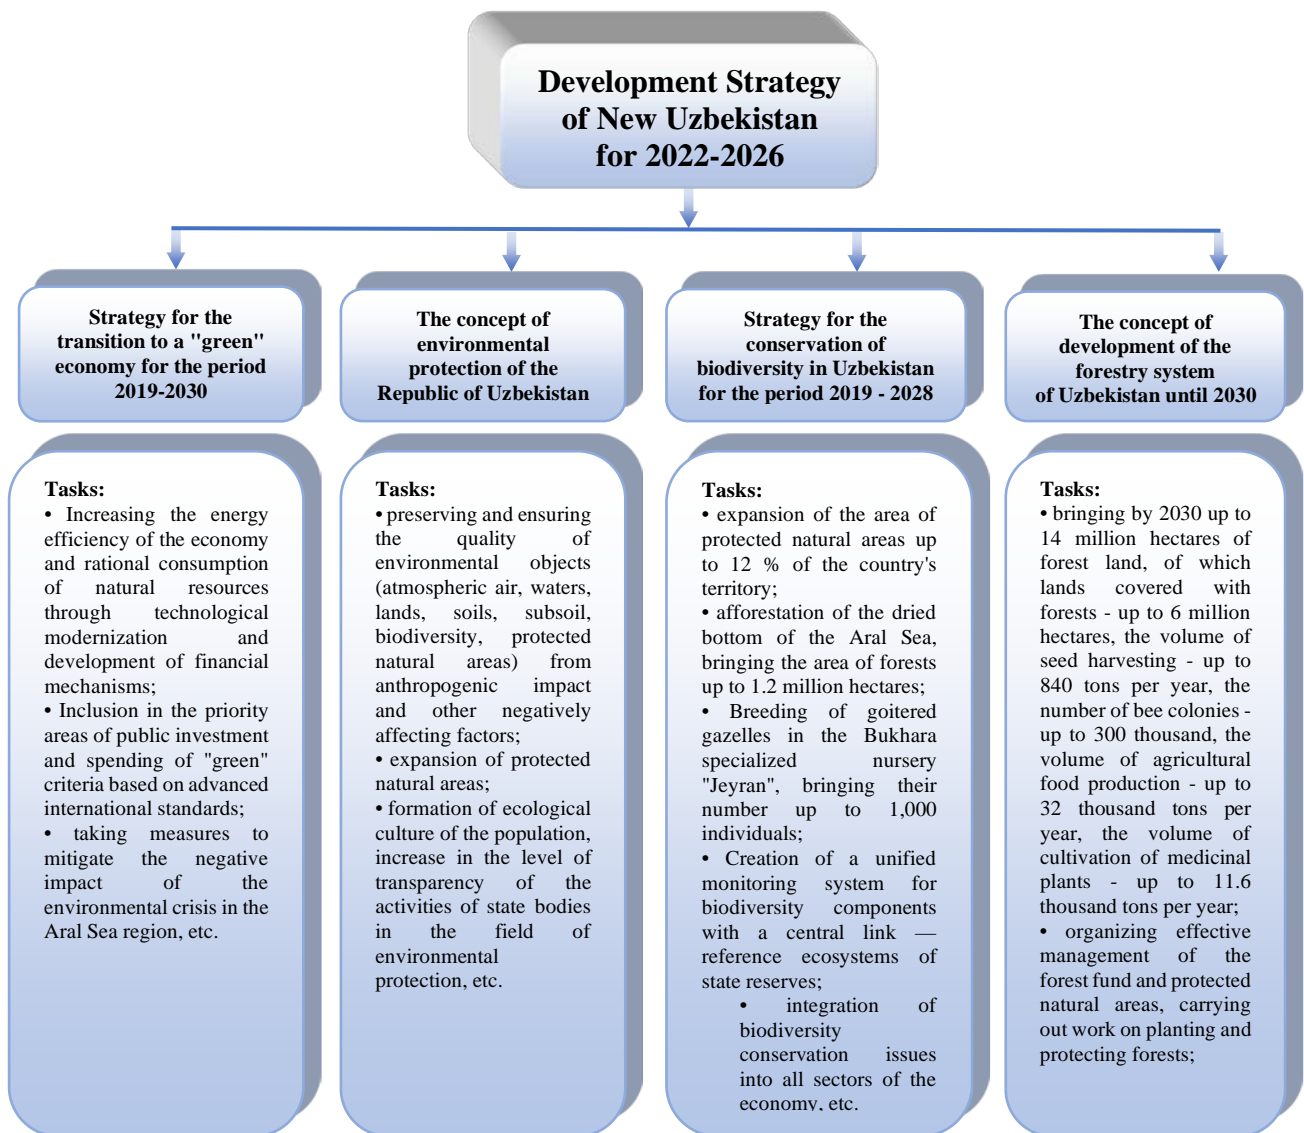 Development Strategy
of New Uzbekistan
for 2022-2026
Strategy for the
transition to a "green"
economy for the period
2019-2030
The concept of
environmental
protection of the
Republic of Uzbekistan
Strategy for the
conservation of
biodiversity in Uzbekistan
for the period 2019 - 2028
The concept of
development of the
forestry system
of Uzbekistan until 2030
Tasks:
• Increasing the energy
efficiency of the economy
and rational consumption
of natural resources
through technological
modernization and
development of financial
mechanisms;
• Inclusion in the priority
areas of public investment
and spending of "green"
criteria based on advanced
international standards;
• taking measures to
mitigate the negative
impact of the
environmental crisis in the
Aral Sea region, etc.
Tasks:
• preserving and ensuring
the quality of
environmental objects
(atmospheric air, waters,
lands, soils, subsoil,
biodiversity, protected
natural areas) from
anthropogenic impact
and other negatively
affecting factors;
• expansion of protected
natural areas;
• formation of ecological
culture of the population,
increase in the level of
transparency of the
activities of state bodies
in the field of
environmental
protection, etc.
Tasks:
• expansion of the area of
protected natural areas up
to 12 % of the country's
territory;
• afforestation of the dried
bottom of the Aral Sea,
bringing the area of forests
up to 1.2 million hectares;
• Breeding of goitered
gazelles in the Bukhara
specialized nursery
"Jeyran", bringing their
number up to 1,000
individuals;
• Creation of a unified
monitoring system for
biodiversity components
with a central link —
reference ecosystems of
state reserves;
• integration of
biodiversity
conservation issues
into all sectors of the
economy, etc.
Tasks:
• bringing by 2030 up to
14 million hectares of
forest land, of which
lands covered with
forests - up to 6 million
hectares, the volume of
seed harvesting - up to
840 tons per year, the
number of bee colonies -
up to 300 thousand, the
volume of agricultural
food production - up to
32 thousand tons per
year, the volume of
cultivation of medicinal
plants - up to 11.6
thousand tons per year;
• organizing effective
management of the
forest fund and protected
natural areas, carrying
out work on planting and
protecting forests;